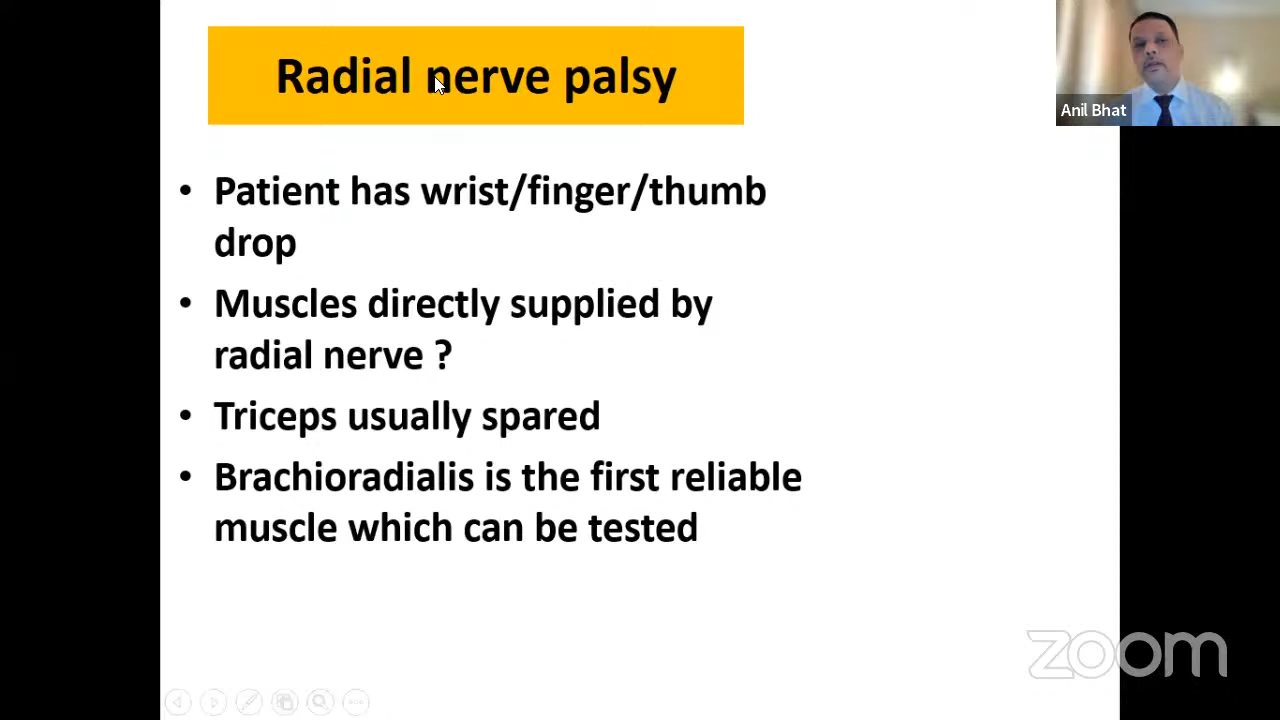 Radial nerve palsy
Anil Bhat
• Patient has wrist/finger/thumb
drop
• Muscles directly supplied by
radial nerve ?
• Triceps usually spared
• Brachioradialis is the first reliable
muscle which can be tested
zoom